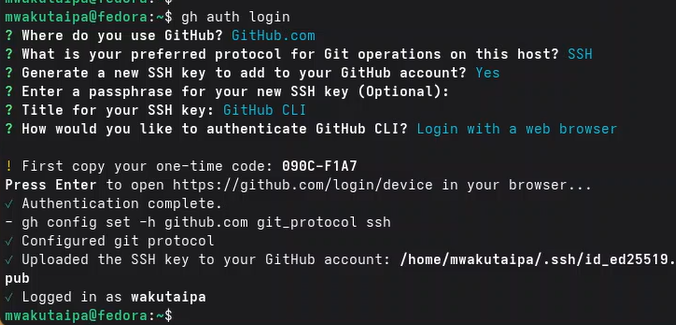 mwakutaipa@fedora:~$ gh auth login
? Where do you use GitHub? GitHub.com
? What is your preferred protocol for Git operations on this host? SSH
? Generate a new SSH key to add to your GitHub account? Yes
? Enter a passphrase for your new SSH key (Optional):
? Title for your SSH key: GitHub CLI
? How would you like to authenticate GitHub CLI? Login with a web browser
! First copy your one-time code: 090C-F1A7
Press Enter to open https://github.com/login/device in your browser...
✓ Authentication complete.
- gh config set -h github.com git_protocol ssh
✓ Configured git protocol
✓ Uploaded the SSH key to your GitHub account: /home/mwakutaipa/.ssh/id_ed25519.
pub
✓ Logged in as wakutaipa
mwakutaipa@fedora:~$